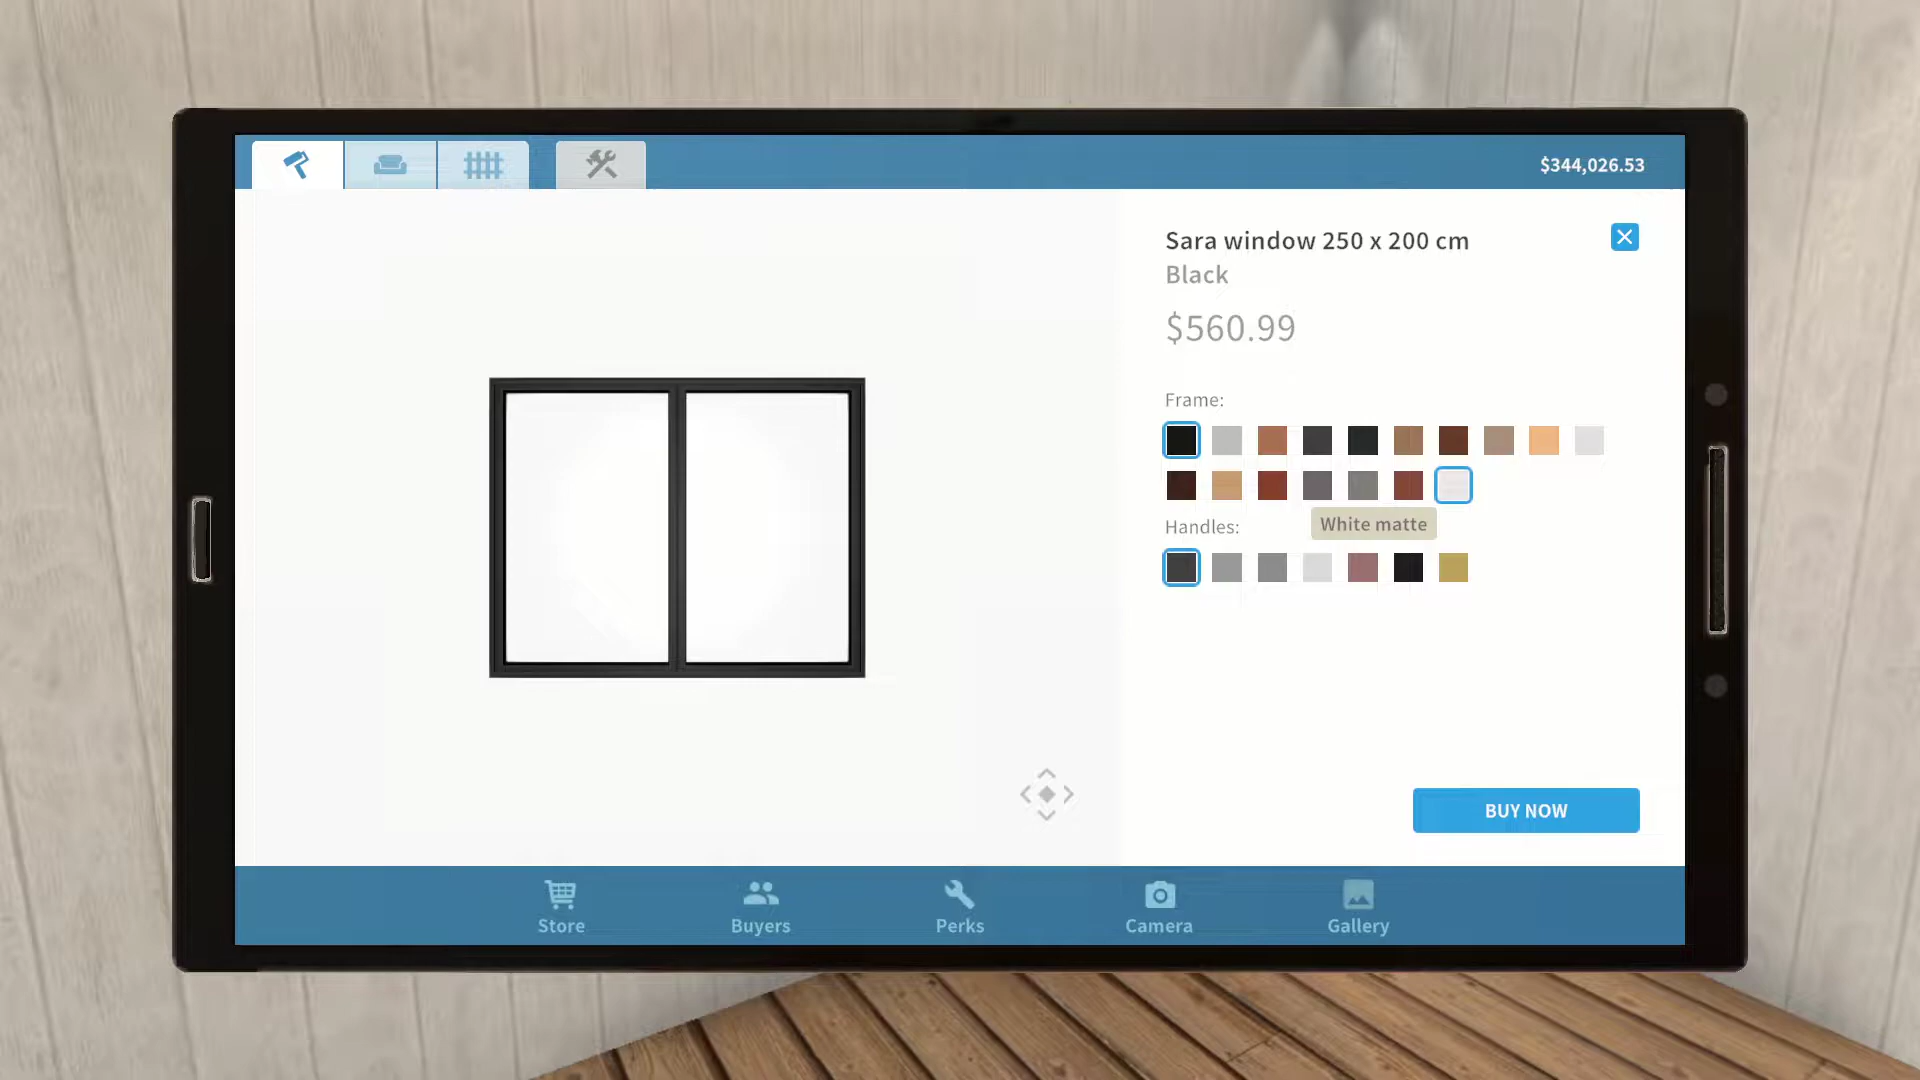 $344,026.53
Sara window 250 x 200 cm
Black
$560.99
Frame:
White matte
Handles:
BUY NOW
Store
Buyers
Perks
Camera
Gallery